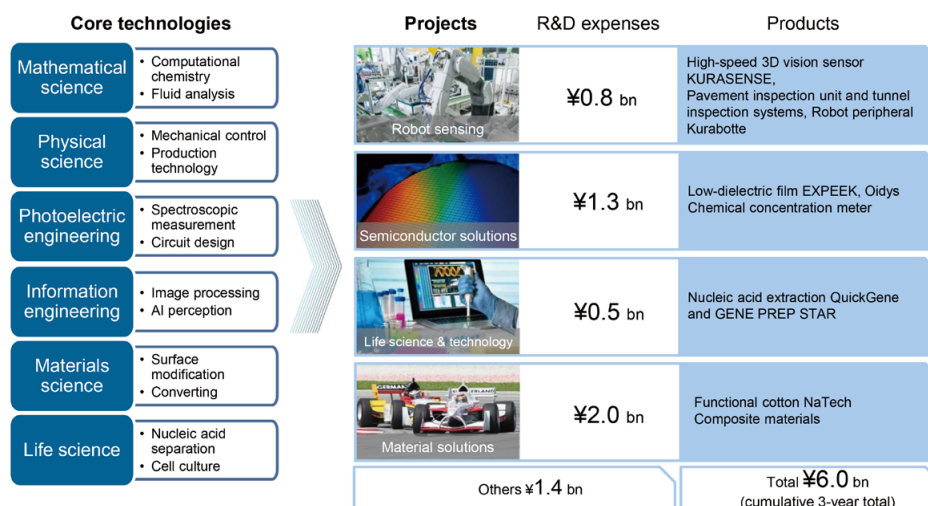 Core technologies
Mathematical
science
• Computational
chemistry
• Fluid analysis
Physical
science
• Mechanical control
• Production
technology
Photoelectric
engineering
• Spectroscopic
measurement
• Circuit design
Information
engineering
• Image processing
• AI perception
Materials
science
• Surface
modification
• Converting
Life science
• Nucleic acid
separation
• Cell culture
Projects
R&D expenses
Products
Robot sensing
¥0.8 bn
High-speed 3D vision sensor
KURASENSE,
Pavement inspection unit and tunnel
inspection systems, Robot peripheral
Kurabotte
Semiconductor solutions
¥1.3 bn
Low-dielectric film EXPEEK, Oidys
Chemical concentration meter
Life science & technology
¥0.5 bn
Nucleic acid extraction QuickGene
and GENE PREP STAR
GERMAN
Material solutions
¥2.0 bn
Functional cotton NaTech
Composite materials
Others ¥1.4 bn
Total ¥6.0 bn
(cumulative 3-year total)